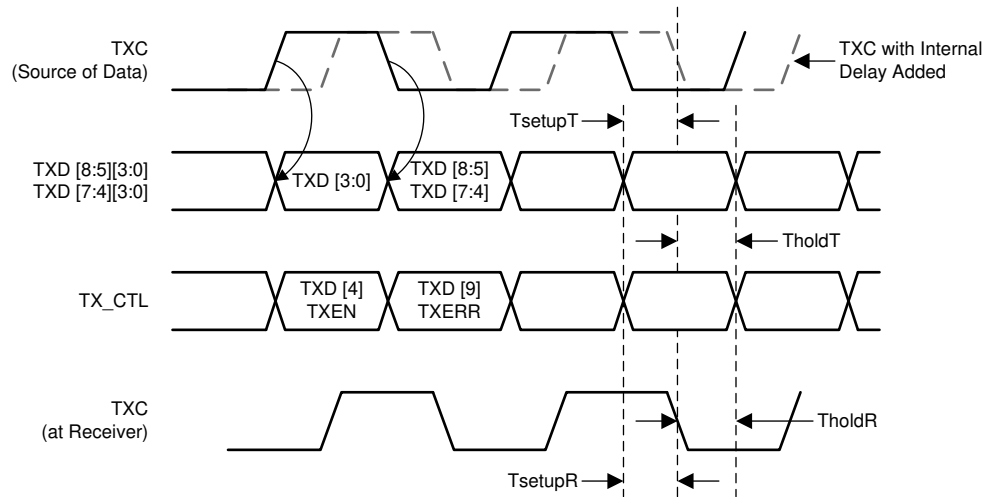 TXC
(Source of Data)
TXC with Internal
Delay Added
TsetupT
TXD [8:5][3:0]
TXD [7:4][3:0]
TXD [3:0]
TXD [8:5]
TXD [7:4]
TholdT
TX_CTL
TXD [4]
TXEN
TXD [9]
TXERR
TXC
(at Receiver)
TholdR
TsetupR